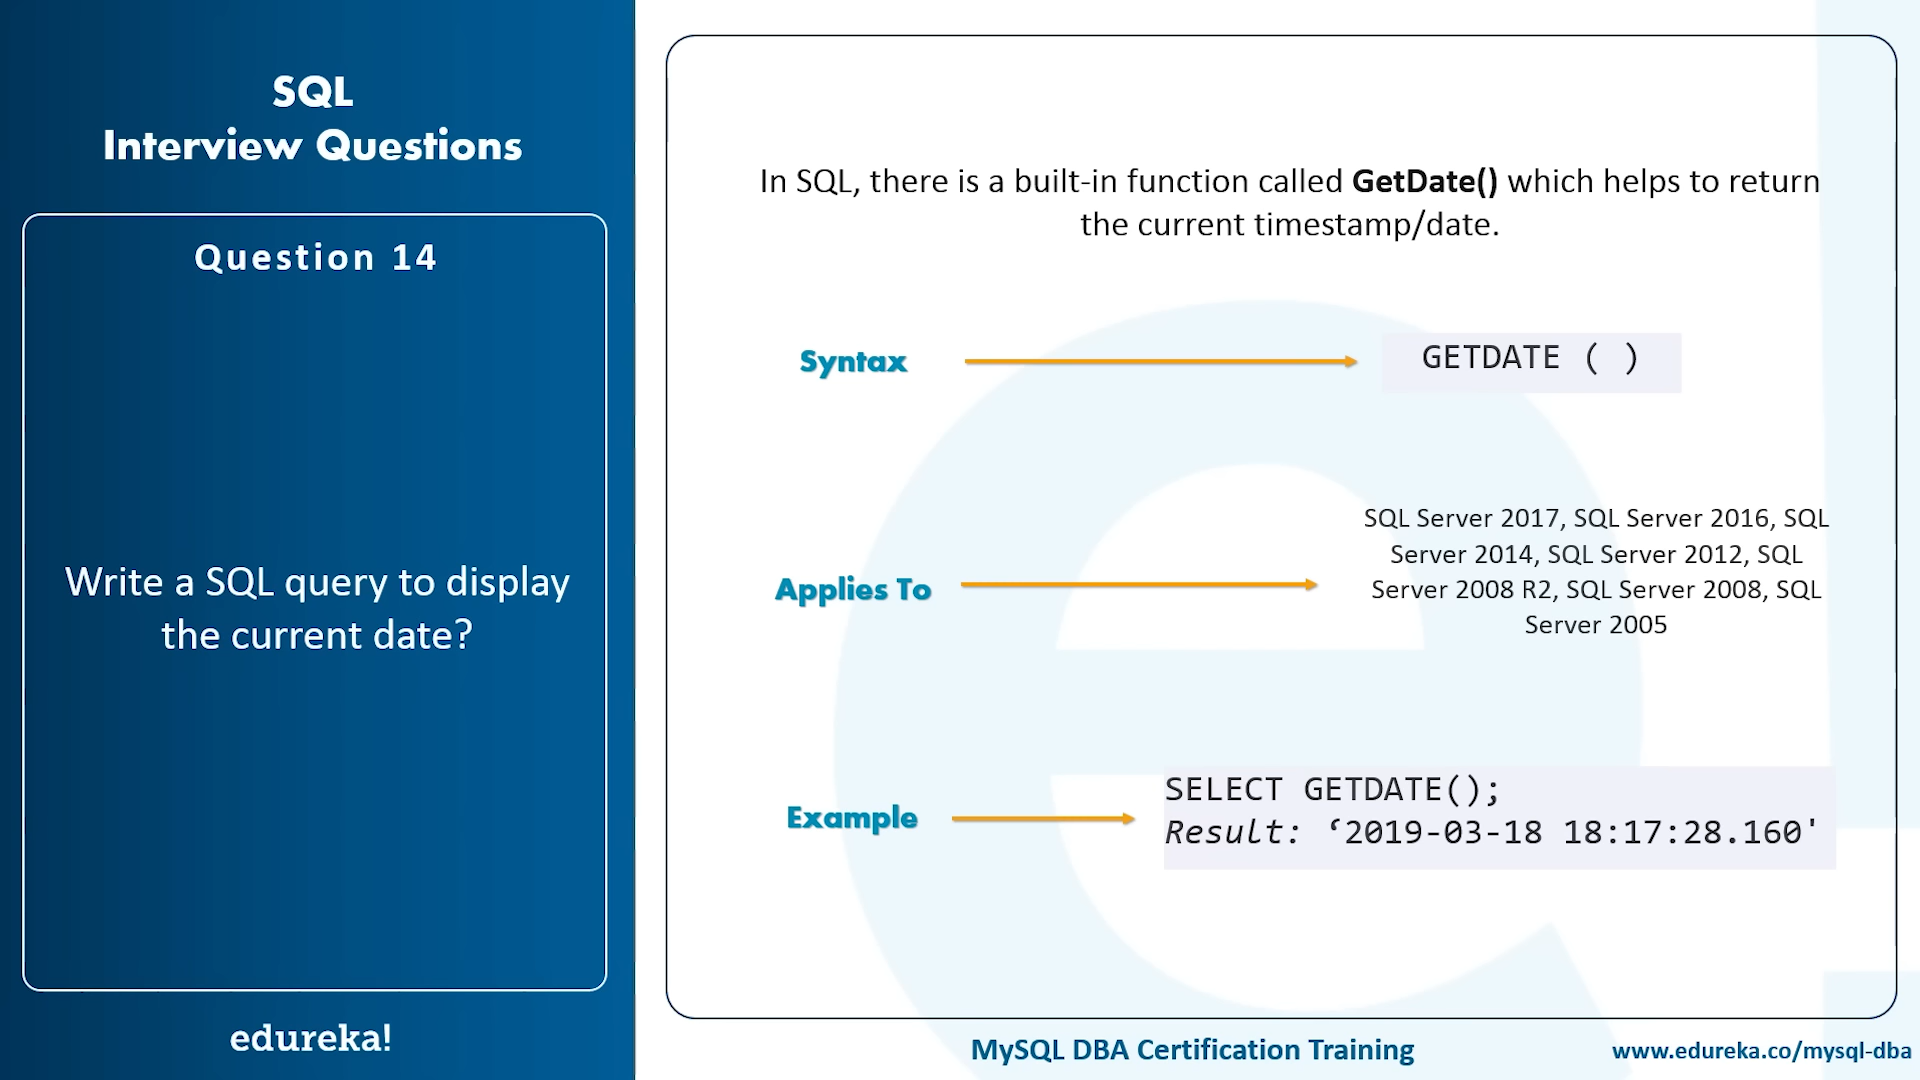 SQL
Interview Questions
Question 14
Write a SQL query to display
the current date?
edureka!
In SQL, there is a built-in function called GetDate() which helps to return
the current timestamp/date.
Syntax
GETDATE ( )
Applies To
SQL Server 2017, SQL Server 2016, SQL
Server 2014, SQL Server 2012, SQL
Server 2008 R2, SQL Server 2008, SQL
Server 2005
Example
SELECT GETDATE();
Result: ‘2019-03-18 18:17:28.160'
MySQL DBA Certification Training
www.edureka.co/mysql-dba